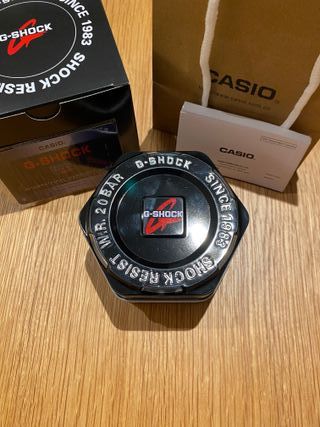 SINCE 1983
G-SHOCK
SHOCK RESIST
CASIO
G-SHOCK
CASIO
CASIO
G-SHOCK
SINCE 1983
SHOCK RESIST
W.R. 20 BAR
G-SHOCK